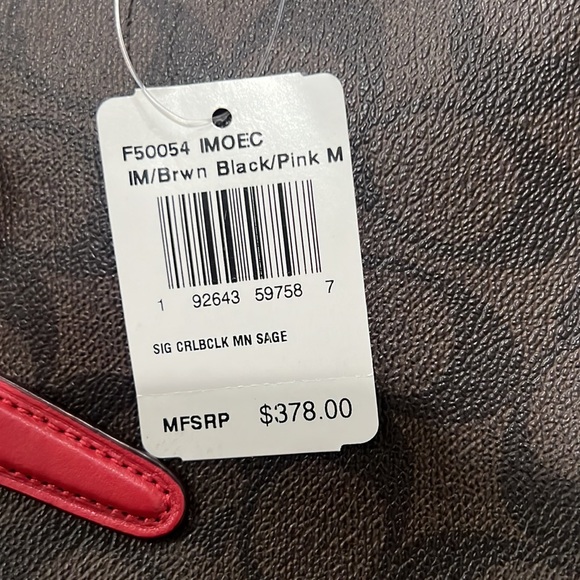 F50054 IMOEC
IM/Brwn Black/Pink M
1 92643 59758 7
SIG CRLBCLK MN SAGE
MFSRP $378.00